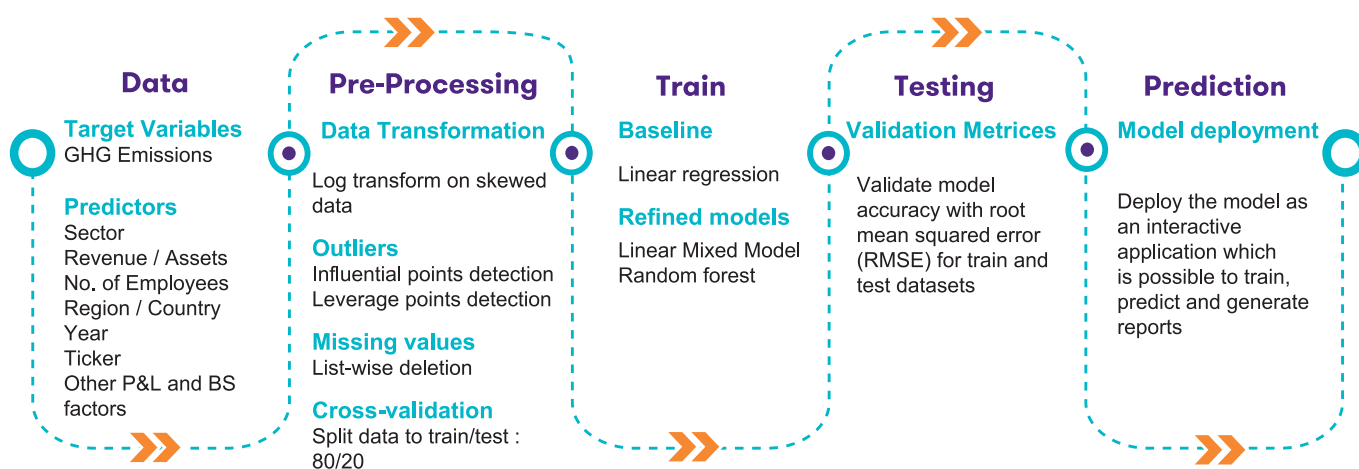 Data
Target Variables
GHG Emissions
Predictors
Sector
Revenue / Assets
No. of Employees
Region / Country
Year
Ticker
Other P&L and BS
factors
Pre-Processing
Data Transformation
Log transform on skewed
data
Outliers
Influential points detection
Leverage points detection
Missing values
List-wise deletion
Cross-validation
Split data to train/test :
80/20
Train
Baseline
Linear regression
Refined models
Linear Mixed Model
Random forest
Testing
Validation Metrices
Validate model
accuracy with root
mean squared error
(RMSE) for train and
test datasets
Prediction
Model deployment
Deploy the model as
an interactive
application which
is possible to train,
predict and generate
reports